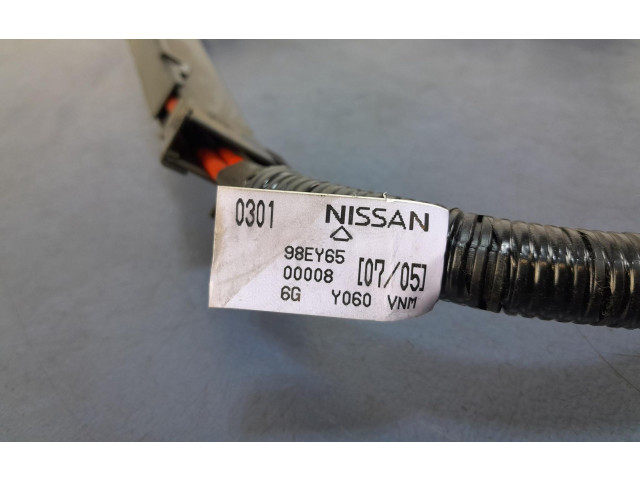 0301 NISSAN
98EY65
00008 [07/05]
6G Y060 VNM